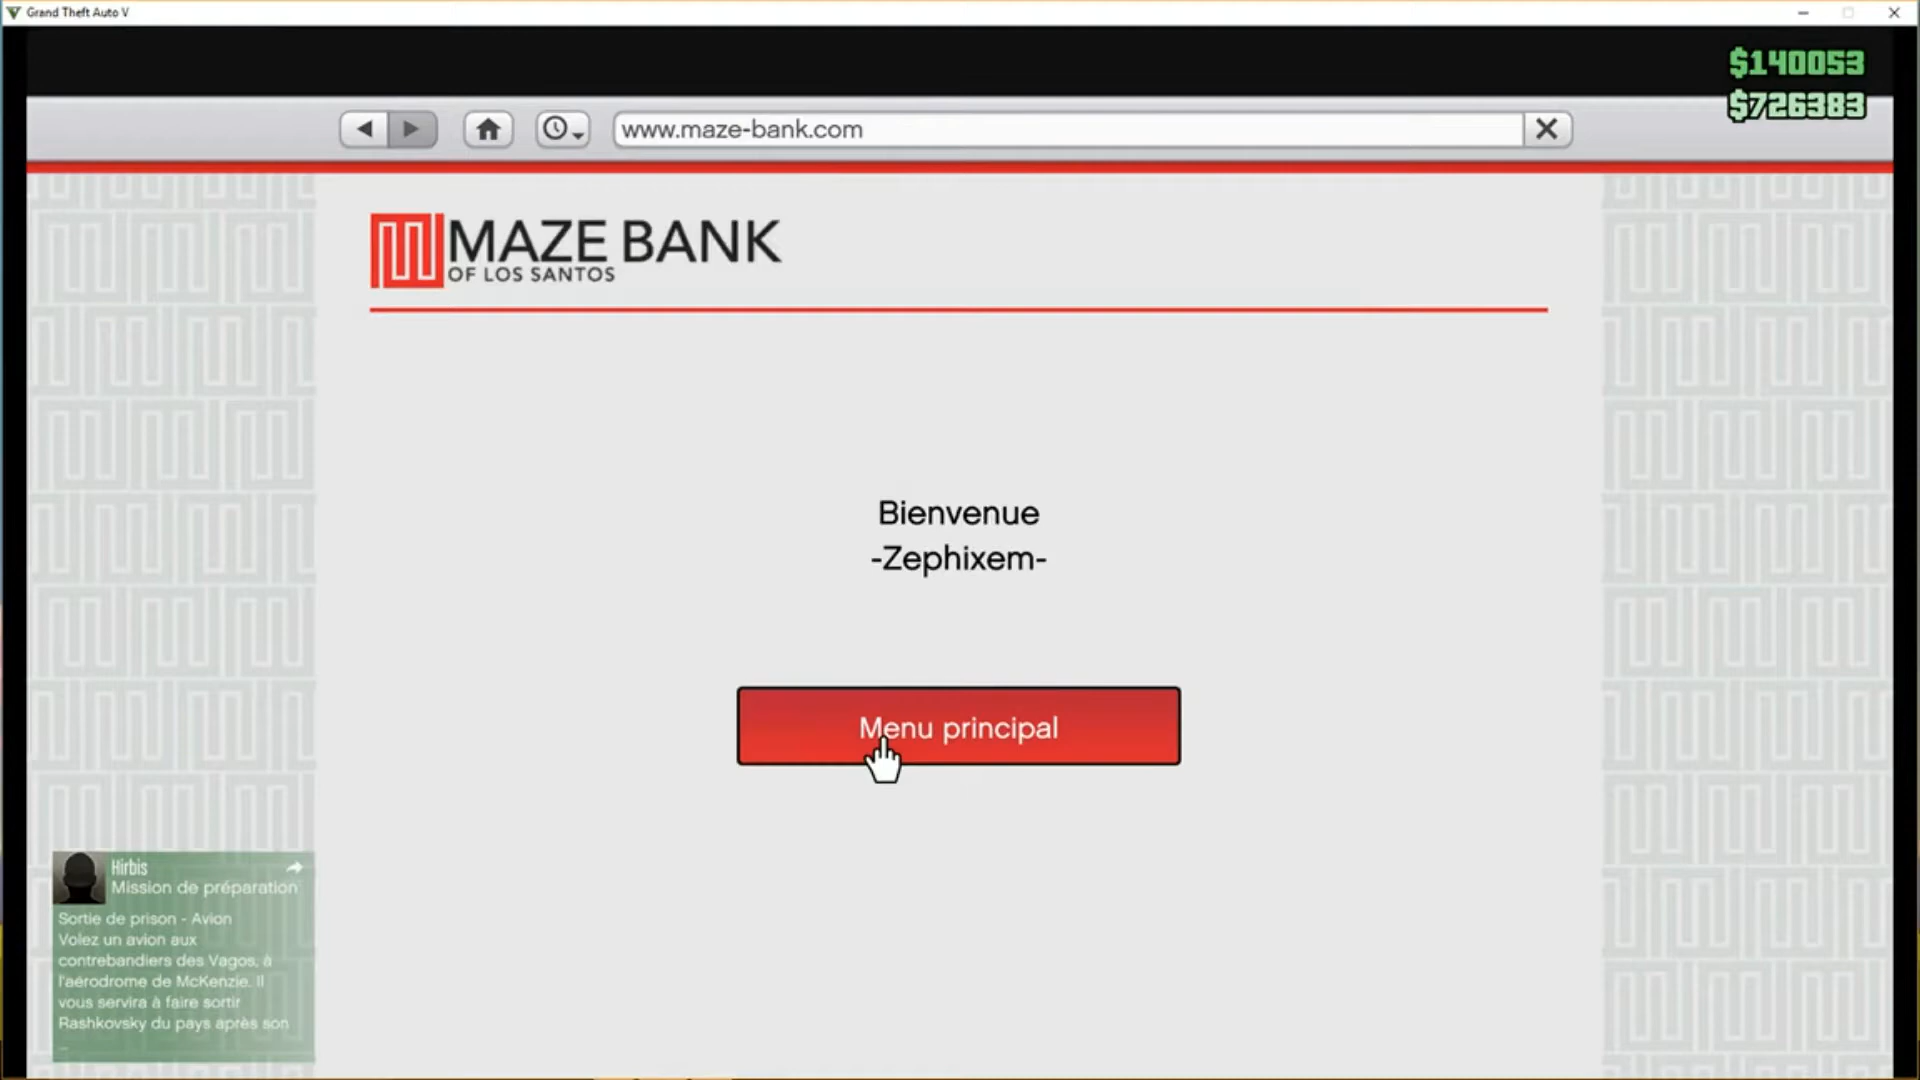 Grand Theft Auto V
$140053
$726383
www.maze-bank.com
MAZE BANK
OF LOS SANTOS
Bienvenue
-Zephixem-
Menu principal
Hirbis
Mission de préparation
Sortie de prison - Avion
Volez un avion aux
contrebandiers des Vagos, à
l'aérodrome de McKenzie. Il
vous servira à faire sortir
Rashkovsky du pays après son
...